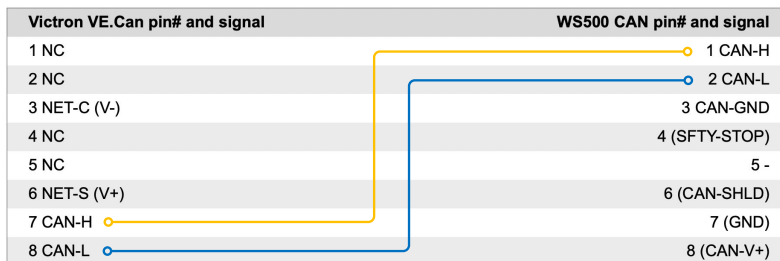 Victron VE.Can pin# and signal WS500 CAN pin# and signal
1 NC 1 CAN-H
2 NC 2 CAN-L
3 NET-C (V-) 3 CAN-GND
4 NC 4 (SFTY-STOP)
5 NC 5 -
6 NET-S (V+) 6 (CAN-SHLD)
7 CAN-H 7 (GND)
8 CAN-L 8 (CAN-V+)